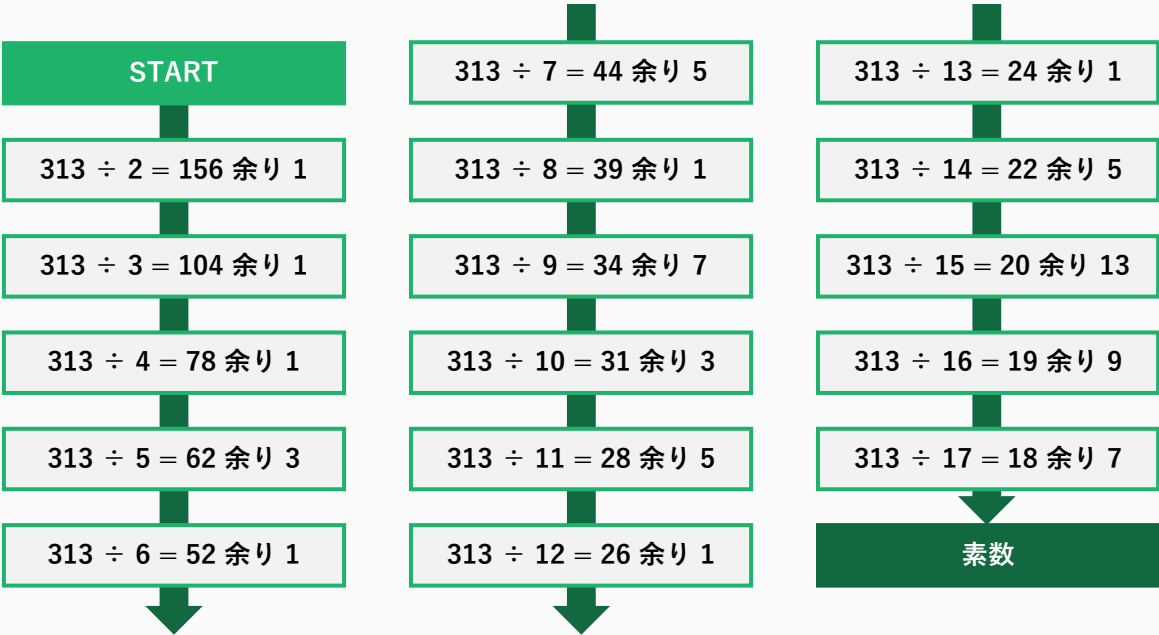 START
313 ÷ 2 = 156 余り 1
313 ÷ 3 = 104 余り 1
313 ÷ 4 = 78 余り 1
313 ÷ 5 = 62 余り 3
313 ÷ 6 = 52 余り 1
313 ÷ 7 = 44 余り 5
313 ÷ 8 = 39 余り 1
313 ÷ 9 = 34 余り 7
313 ÷ 10 = 31 余り 3
313 ÷ 11 = 28 余り 5
313 ÷ 12 = 26 余り 1
313 ÷ 13 = 24 余り 1
313 ÷ 14 = 22 余り 5
313 ÷ 15 = 20 余り 13
313 ÷ 16 = 19 余り 9
313 ÷ 17 = 18 余り 7
素数